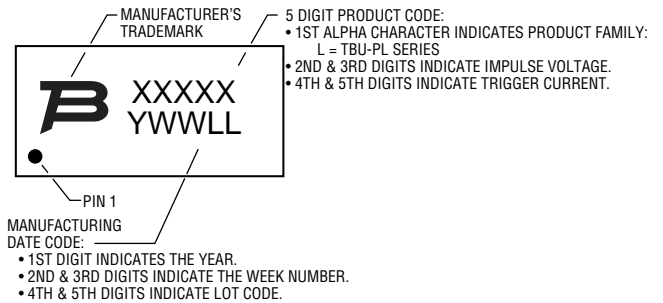 MANUFACTURER'S
TRADEMARK
5 DIGIT PRODUCT CODE:
• 1ST ALPHA CHARACTER INDICATES PRODUCT FAMILY:
L = TBU-PL SERIES
• 2ND & 3RD DIGITS INDICATE IMPULSE VOLTAGE.
• 4TH & 5TH DIGITS INDICATE TRIGGER CURRENT.
XXXXX
YWWLL
PIN 1
MANUFACTURING
DATE CODE:
• 1ST DIGIT INDICATES THE YEAR.
• 2ND & 3RD DIGITS INDICATE THE WEEK NUMBER.
• 4TH & 5TH DIGITS INDICATE LOT CODE.